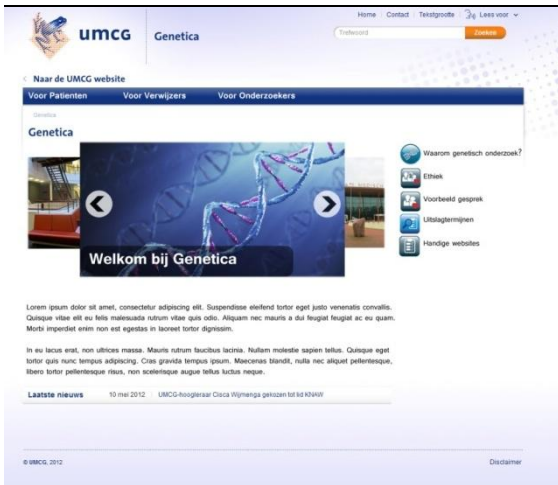 Home Contact Tekstgrootte Lees voor
umcg Genetica
Trefwoord Zoeken
< Naar de UMCG website
Voor Patienten Voor Verwijzers Voor Onderzoekers
Genetica
Genetica
Waarom genetisch onderzoek?
Ethiek
Voorbeeld gesprek
Uitslagtermijnen
Handige websites
Welkom bij Genetica
Lorem ipsum dolor sit amet, consectetur adipiscing elit. Suspendisse eleifend tortor eget justo venenatis convallis.
Quisque vitae elit eu felis malesuada rutrum vitae quis odio. Aliquam nec mauris a dui feugiat feugiat ac eu quam.
Morbi imperdiet enim non est egestas in laoreet tortor dignissim.
In eu lacus erat, non ultrices massa. Mauris rutrum faucibus lacinia. Nullam molestie sapien tellus. Quisque eget
tortor quis nunc tempus adipiscing. Cras gravida tempus ipsum. Maecenas blandit, nulla nec aliquet pellentesque,
libero tortor pellentesque risus, non scelerisque augue tellus luctus neque.
Laatste nieuws 10 mei 2012 UMCG-hoogleraar Cisca Wijmenga gekozen tot lid KNAW
© UMCG, 2012 Disclaimer